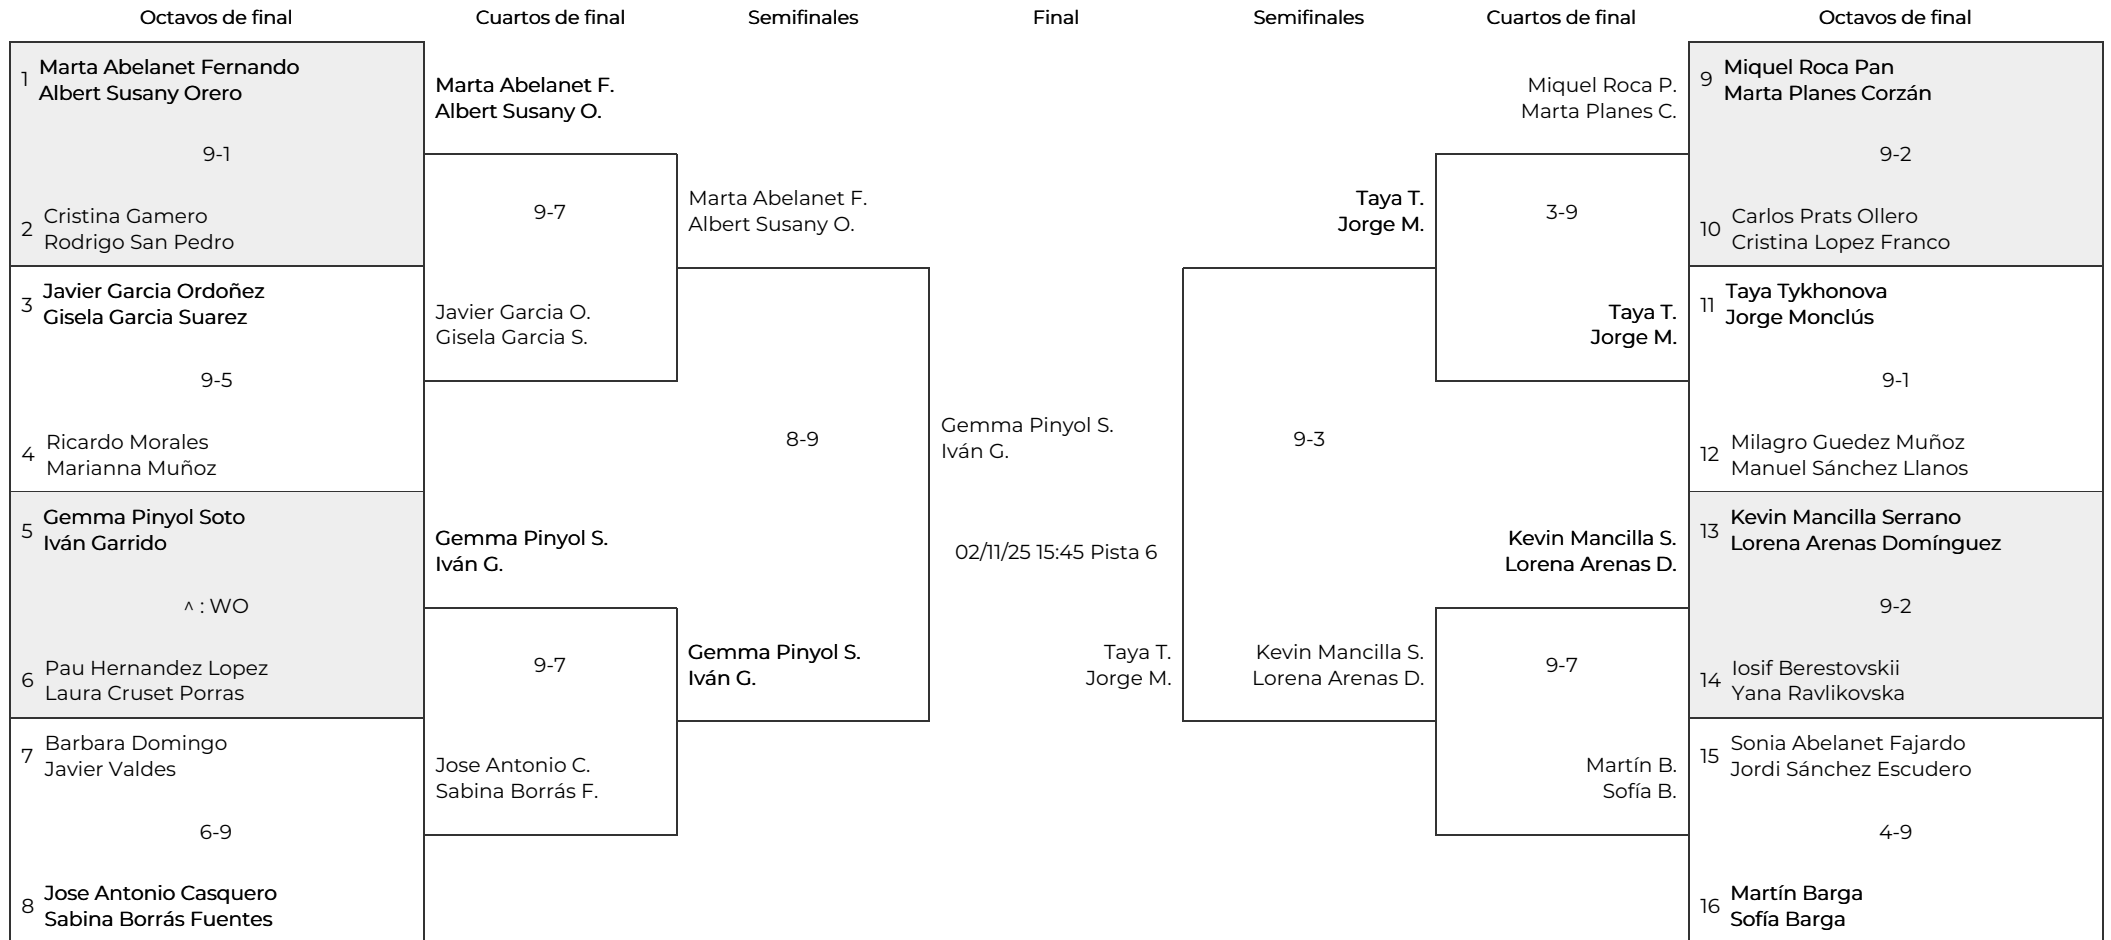 Octavos de final
Cuartos de final
Semifinales
Final
Semifinales
Cuartos de final
Octavos de final
1
Marta Abelanet Fernando
Albert Susany Orero
9-1
2
Cristina Gamero
Rodrigo San Pedro
3
Javier Garcia Ordoñez
Gisela Garcia Suarez
9-5
4
Ricardo Morales
Marianna Muñoz
5
Gemma Pinyol Soto
Iván Garrido
^ : WO
6
Pau Hernandez Lopez
Laura Cruset Porras
7
Barbara Domingo
Javier Valdes
6-9
8
Jose Antonio Casquero
Sabina Borrás Fuentes
Marta Abelanet F.
Albert Susany O.
9-7
Javier Garcia O.
Gisela Garcia S.
Gemma Pinyol S.
Iván G.
9-7
Jose Antonio C.
Sabina Borrás F.
Marta Abelanet F.
Albert Susany O.
8-9
Gemma Pinyol S.
Iván G.
Gemma Pinyol S.
Iván G.
02/11/25 15:45 Pista 6
Taya T.
Jorge M.
Taya T.
Jorge M.
9-3
Kevin Mancilla S.
Lorena Arenas D.
Miquel Roca P.
Marta Planes C.
3-9
Taya T.
Jorge M.
Kevin Mancilla S.
Lorena Arenas D.
9-7
Martín B.
Sofía B.
9
Miquel Roca Pan
Marta Planes Corzán
9-2
10
Carlos Prats Ollero
Cristina Lopez Franco
11
Taya Tykhonova
Jorge Monclús
9-1
12
Milagro Guedez Muñoz
Manuel Sánchez Llanos
13
Kevin Mancilla Serrano
Lorena Arenas Domínguez
9-2
14
Iosif Berestovskii
Yana Ravlikovska
15
Sonia Abelanet Fajardo
Jordi Sánchez Escudero
4-9
16
Martín Barga
Sofía Barga